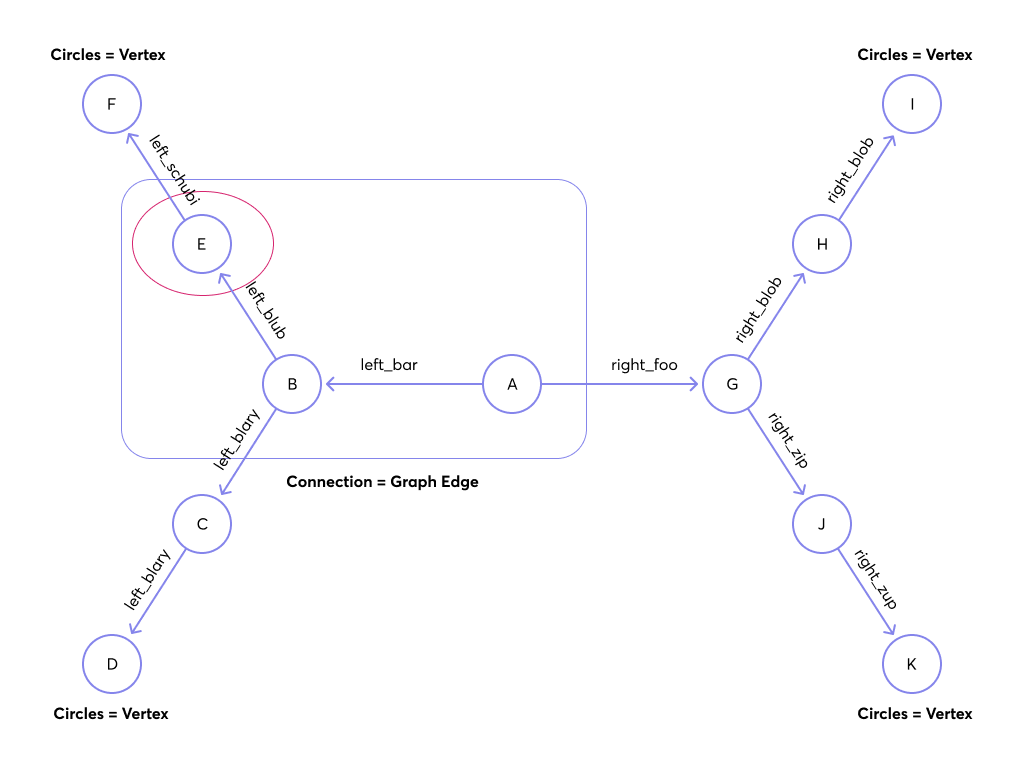 Circles = Vertex
Circles = Vertex
F
I
left_schubi
right_blob
E
H
left_blub
right_blob
left_bar
right_foo
B
A
G
left_blary
right_zip
Connection = Graph Edge
C
J
left_blary
right_zup
D
K
Circles = Vertex
Circles = Vertex